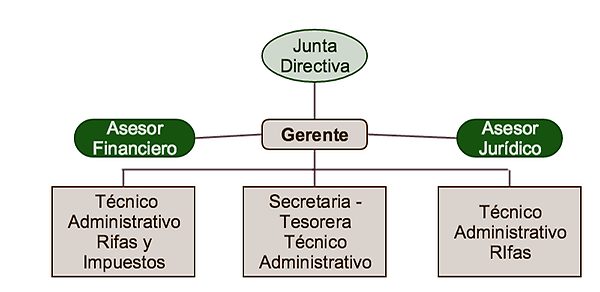 Junta
Directiva
Asesor
Financiero
Gerente
Asesor
Jurídico
Técnico
Administrativo
Rifas y
Impuestos
Secretaria -
Tesorera
Técnico
Administrativo
Técnico
Administrativo
RIfas